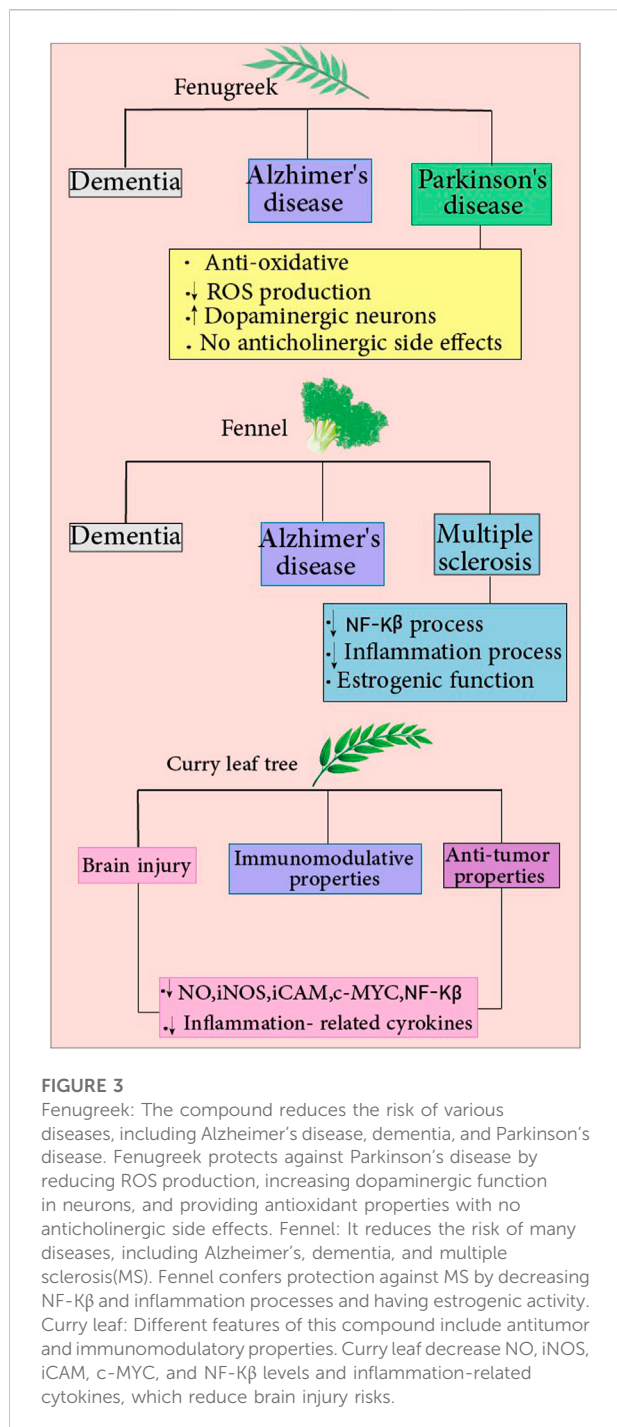 Fenugreek
Dementia
Alzhimer's
disease
Parkinson's
disease
· Anti-oxidative
·↓ ROS production
·↑ Dopaminergic neurons
· No anticholinergic side effects
Fennel
Dementia
Alzhimer's
disease
Multiple
sclerosis
·↓ NF-Kβ process
·↓ Inflammation process
· Estrogenic function
Curry leaf tree
Brain injury
Immunomodulative
properties
Anti-tumor
properties
·↓ NO,iNOS,iCAM,c-MYC,NF-Kβ
·↓ Inflammation- related cyrokines
FIGURE 3
Fenugreek: The compound reduces the risk of various
diseases, including Alzheimer's disease, dementia, and Parkinson's
disease. Fenugreek protects against Parkinson's disease by
reducing ROS production, increasing dopaminergic function
in neurons, and providing antioxidant properties with no
anticholinergic side effects. Fennel: It reduces the risk of many
diseases, including Alzheimer's, dementia, and multiple
sclerosis(MS). Fennel confers protection against MS by decreasing
NF-Kβ and inflammation processes and having estrogenic activity.
Curry leaf: Different features of this compound include antitumor
and immunomodulatory properties. Curry leaf decrease NO, iNOS,
iCAM, c-MYC, and NF-Kβ levels and inflammation-related
cytokines, which reduce brain injury risks.